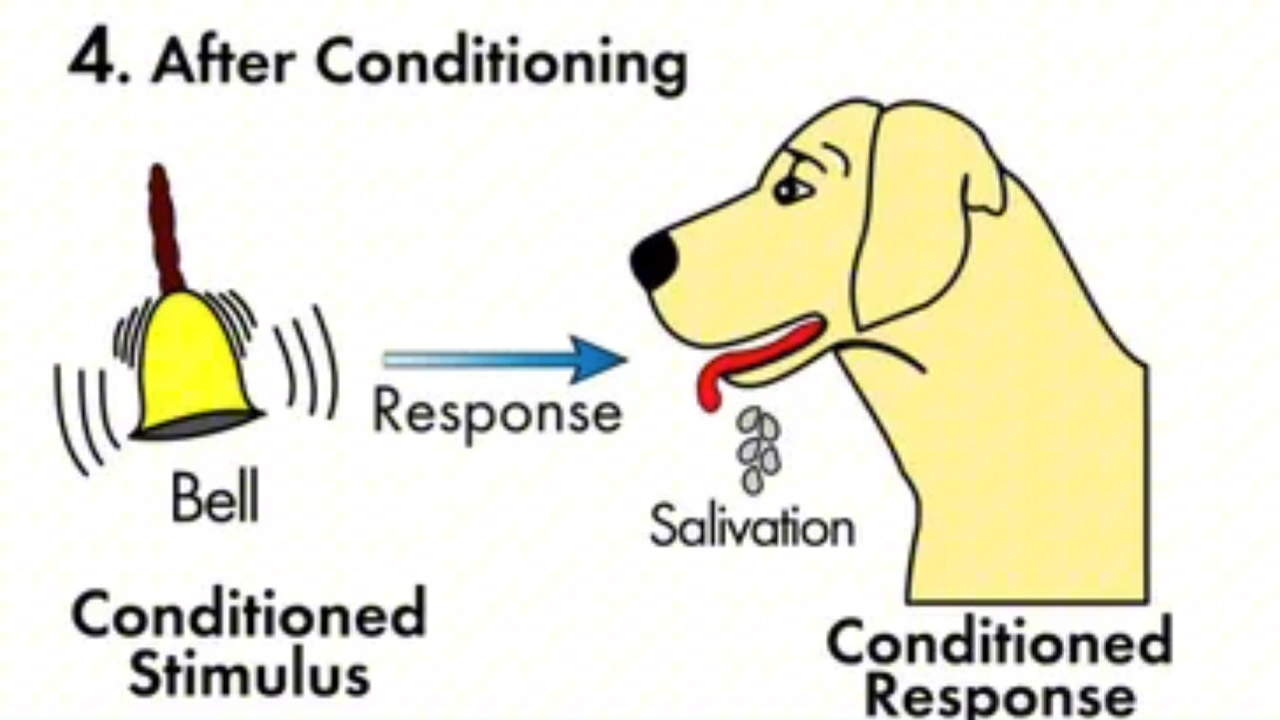 4. After Conditioning
Response
Bell
Salivation
Conditioned
Stimulus
Conditioned
Response